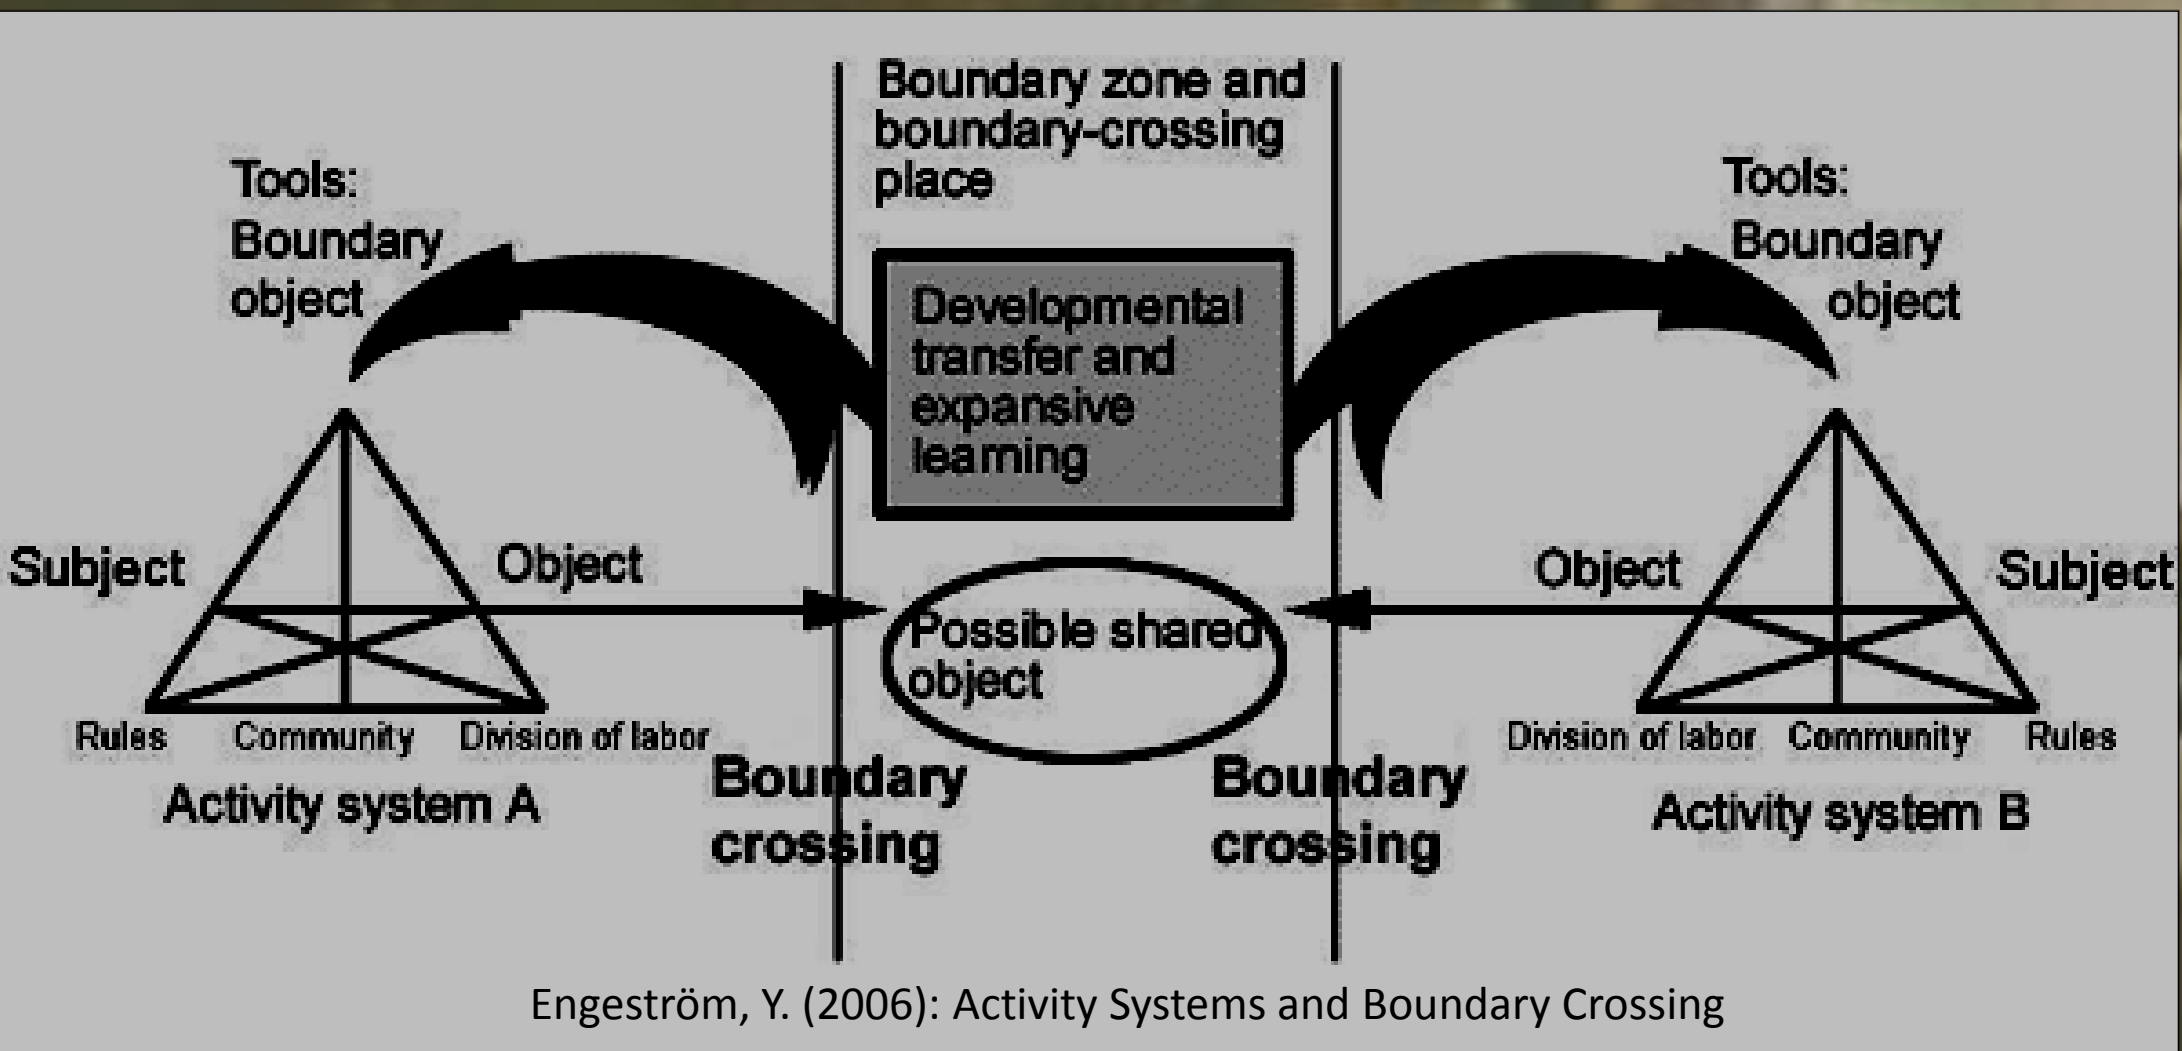 Boundary zone and
boundary-crossing
place
Tools:
Boundary
object
Tools:
Boundary
object
Developmental
transfer and
expansive
learning
Subject
Object
Possible shared
object
Object
Subject
Rules
Community
Division of labor
Division of labor
Community
Rules
Activity system A
Boundary
crossing
Boundary
crossing
Activity system B
Engeström, Y. (2006): Activity Systems and Boundary Crossing